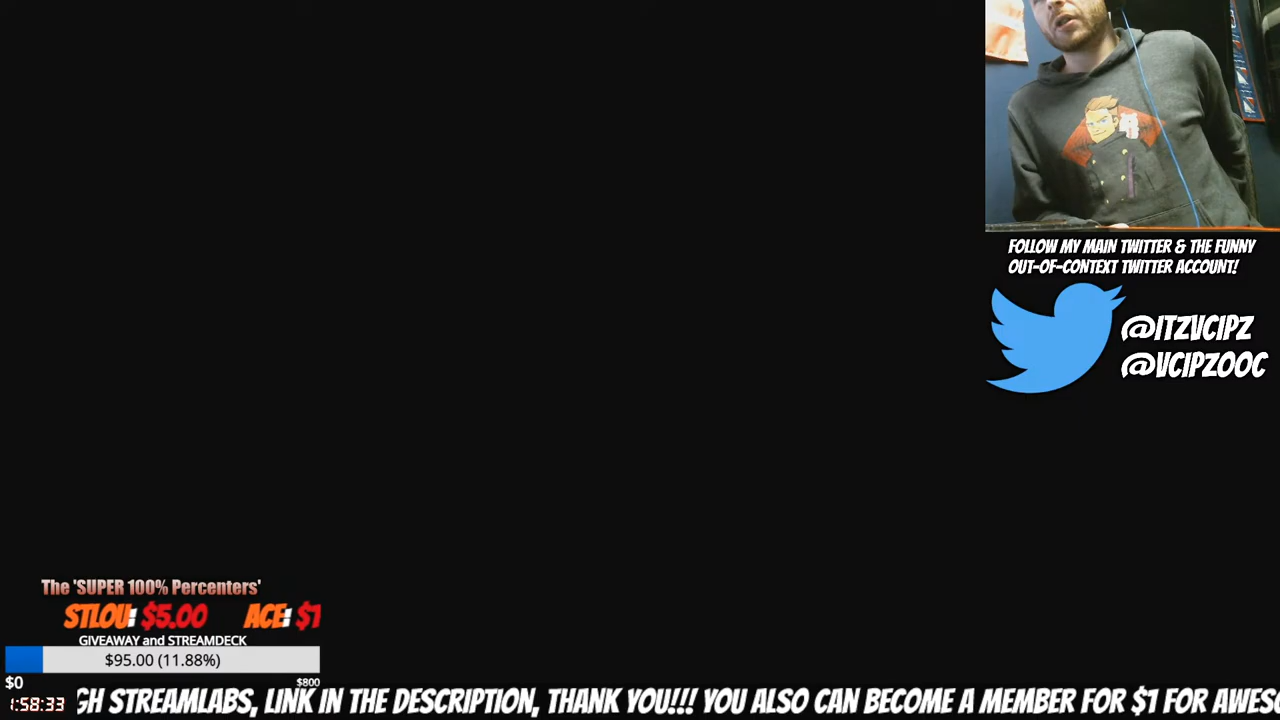 FOLLOW MY MAIN TWITTER & THE FUNNY
OUT-OF-CONTEXT TWITTER ACCOUNT!
@ITZVCIPZ
@VCIPZOOC
The 'SUPER 100% Percenters'
STLOU: $5.00 ACE: $1
GIVEAWAY and STREAMDECK
$95.00 (11.88%)
$0 $800
1:58:33
GH STREAMLABS, LINK IN THE DESCRIPTION, THANK YOU!!! YOU ALSO CAN BECOME A MEMBER FOR $1 FOR AWESO